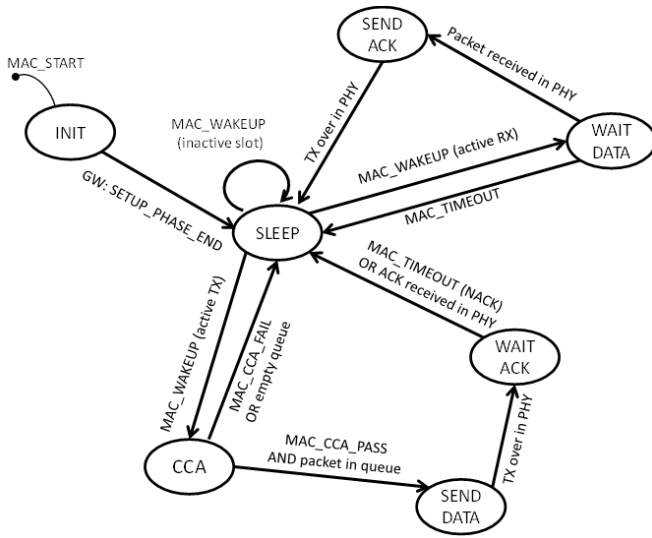 MAC_START
INIT
GW: SETUP_PHASE_END
MAC_WAKEUP
(inactive slot)
SEND
ACK
Packet received in PHY
TX over in PHY
WAIT
DATA
MAC_WAKEUP (active RX)
MAC_TIMEOUT
SLEEP
MAC_TIMEOUT (NACK)
OR ACK received in PHY
MAC_WAKEUP (active TX)
MAC_CCA_FAIL
OR empty queue
WAIT
ACK
CCA
MAC_CCA_PASS
AND packet in queue
TX over in PHY
SEND
DATA